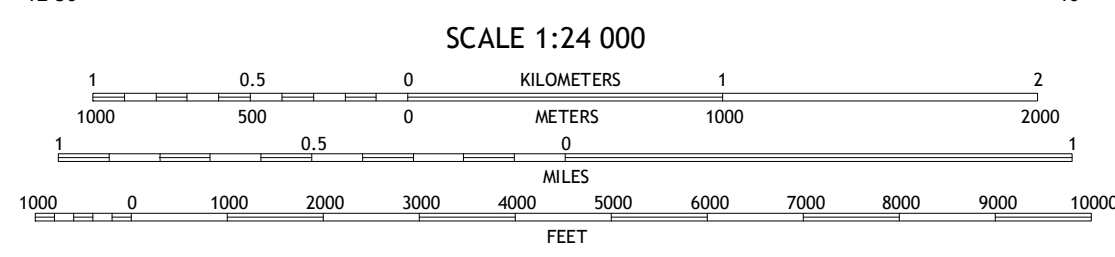 SCALE 1:24 000
1 0.5 0 KILOMETERS 1 2
1000 500 0 METERS 1000 2000
1 0.5 0 1
MILES
1000 0 1000 2000 3000 4000 5000 6000 7000 8000 9000 10000
FEET